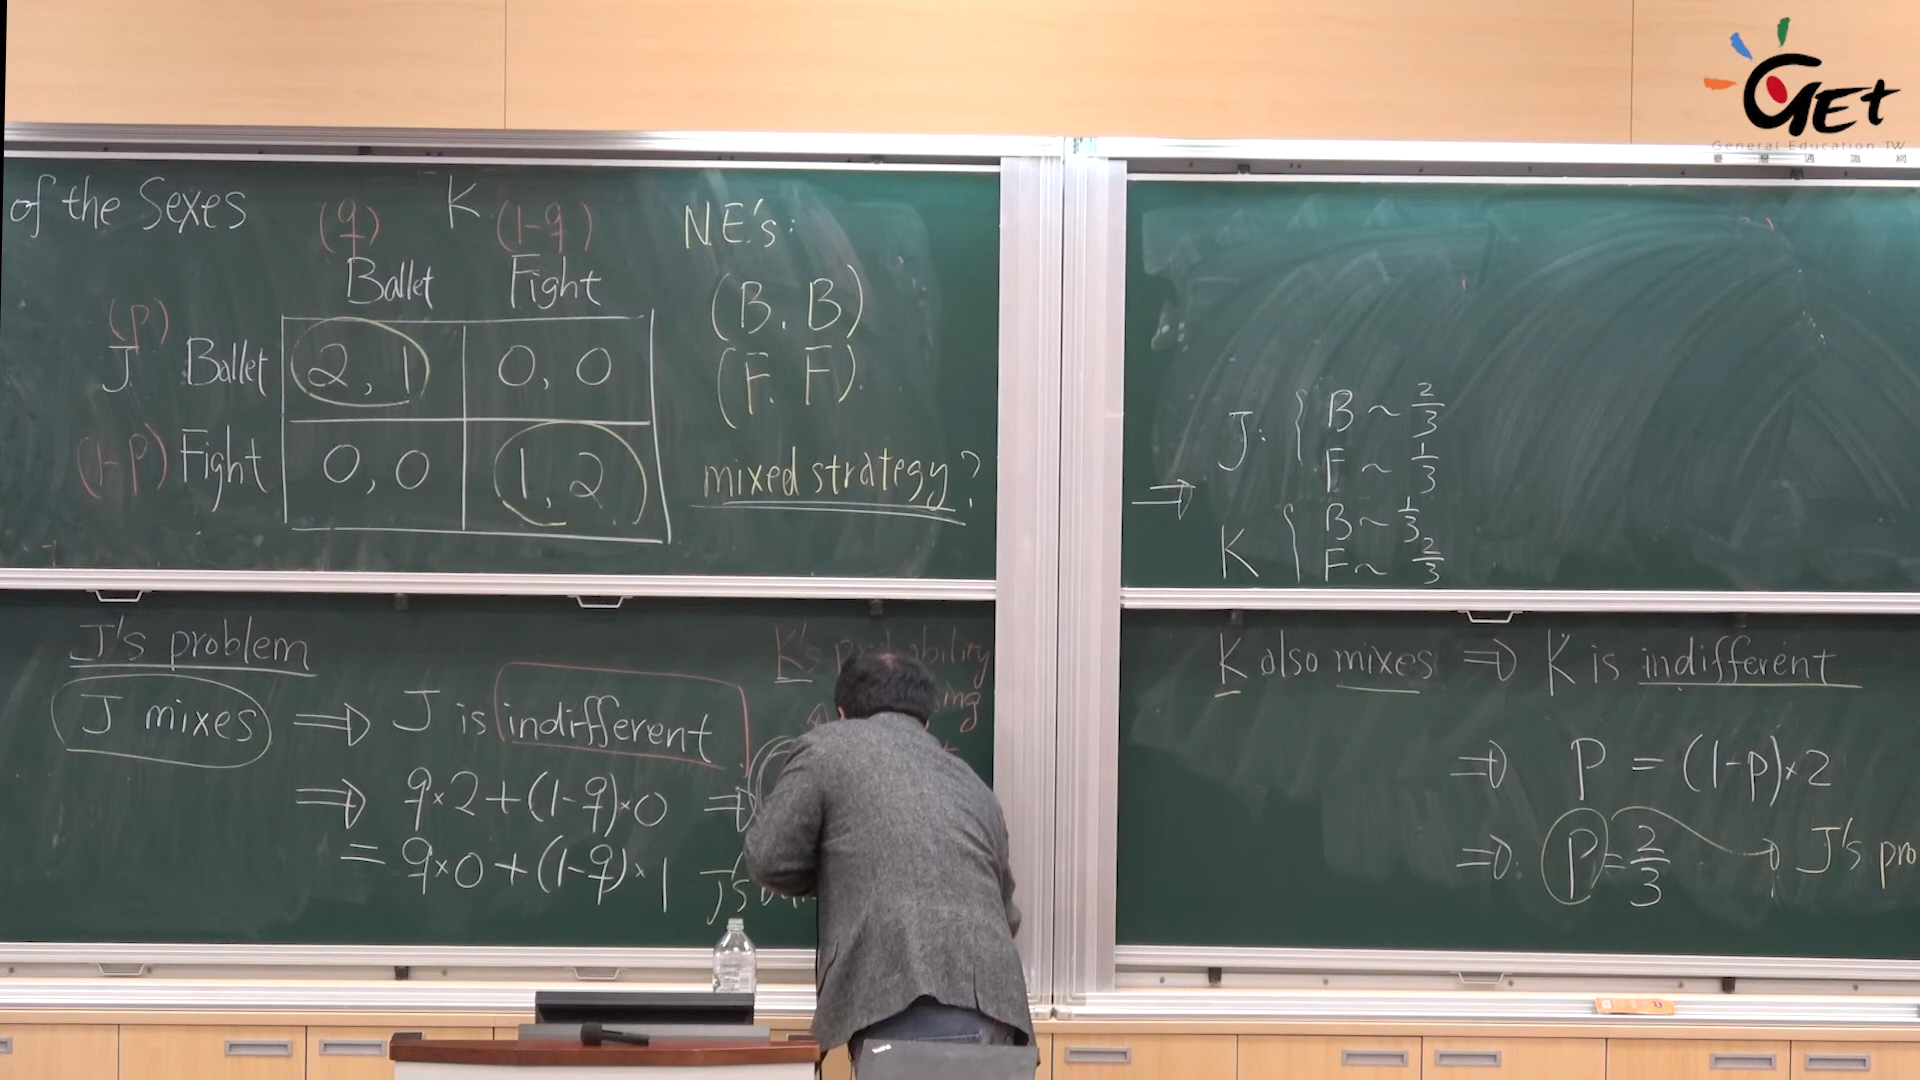 of the Sexes
K
(q) (1-q)
Ballet Fight
(p)
J Ballet 2, 1 0, 0
(1-p) Fight 0, 0 1, 2
N.E's:
(B. B)
(F. F)
mixed strategy?
J's problem
J mixes ⇒ J is indifferent
⇒ q×2+(1-q)×0 ⇒
= q×0+(1-q)×1
J's
K's
J: { B ~ 2/3
F ~ 1/3
⇒
K { B ~ 1/3
F ~ 2/3
K also mixes ⇒ K is indifferent
⇒ P = (1-p)×2
⇒ P = 2/3 → J's pro
GEt
General Education TW